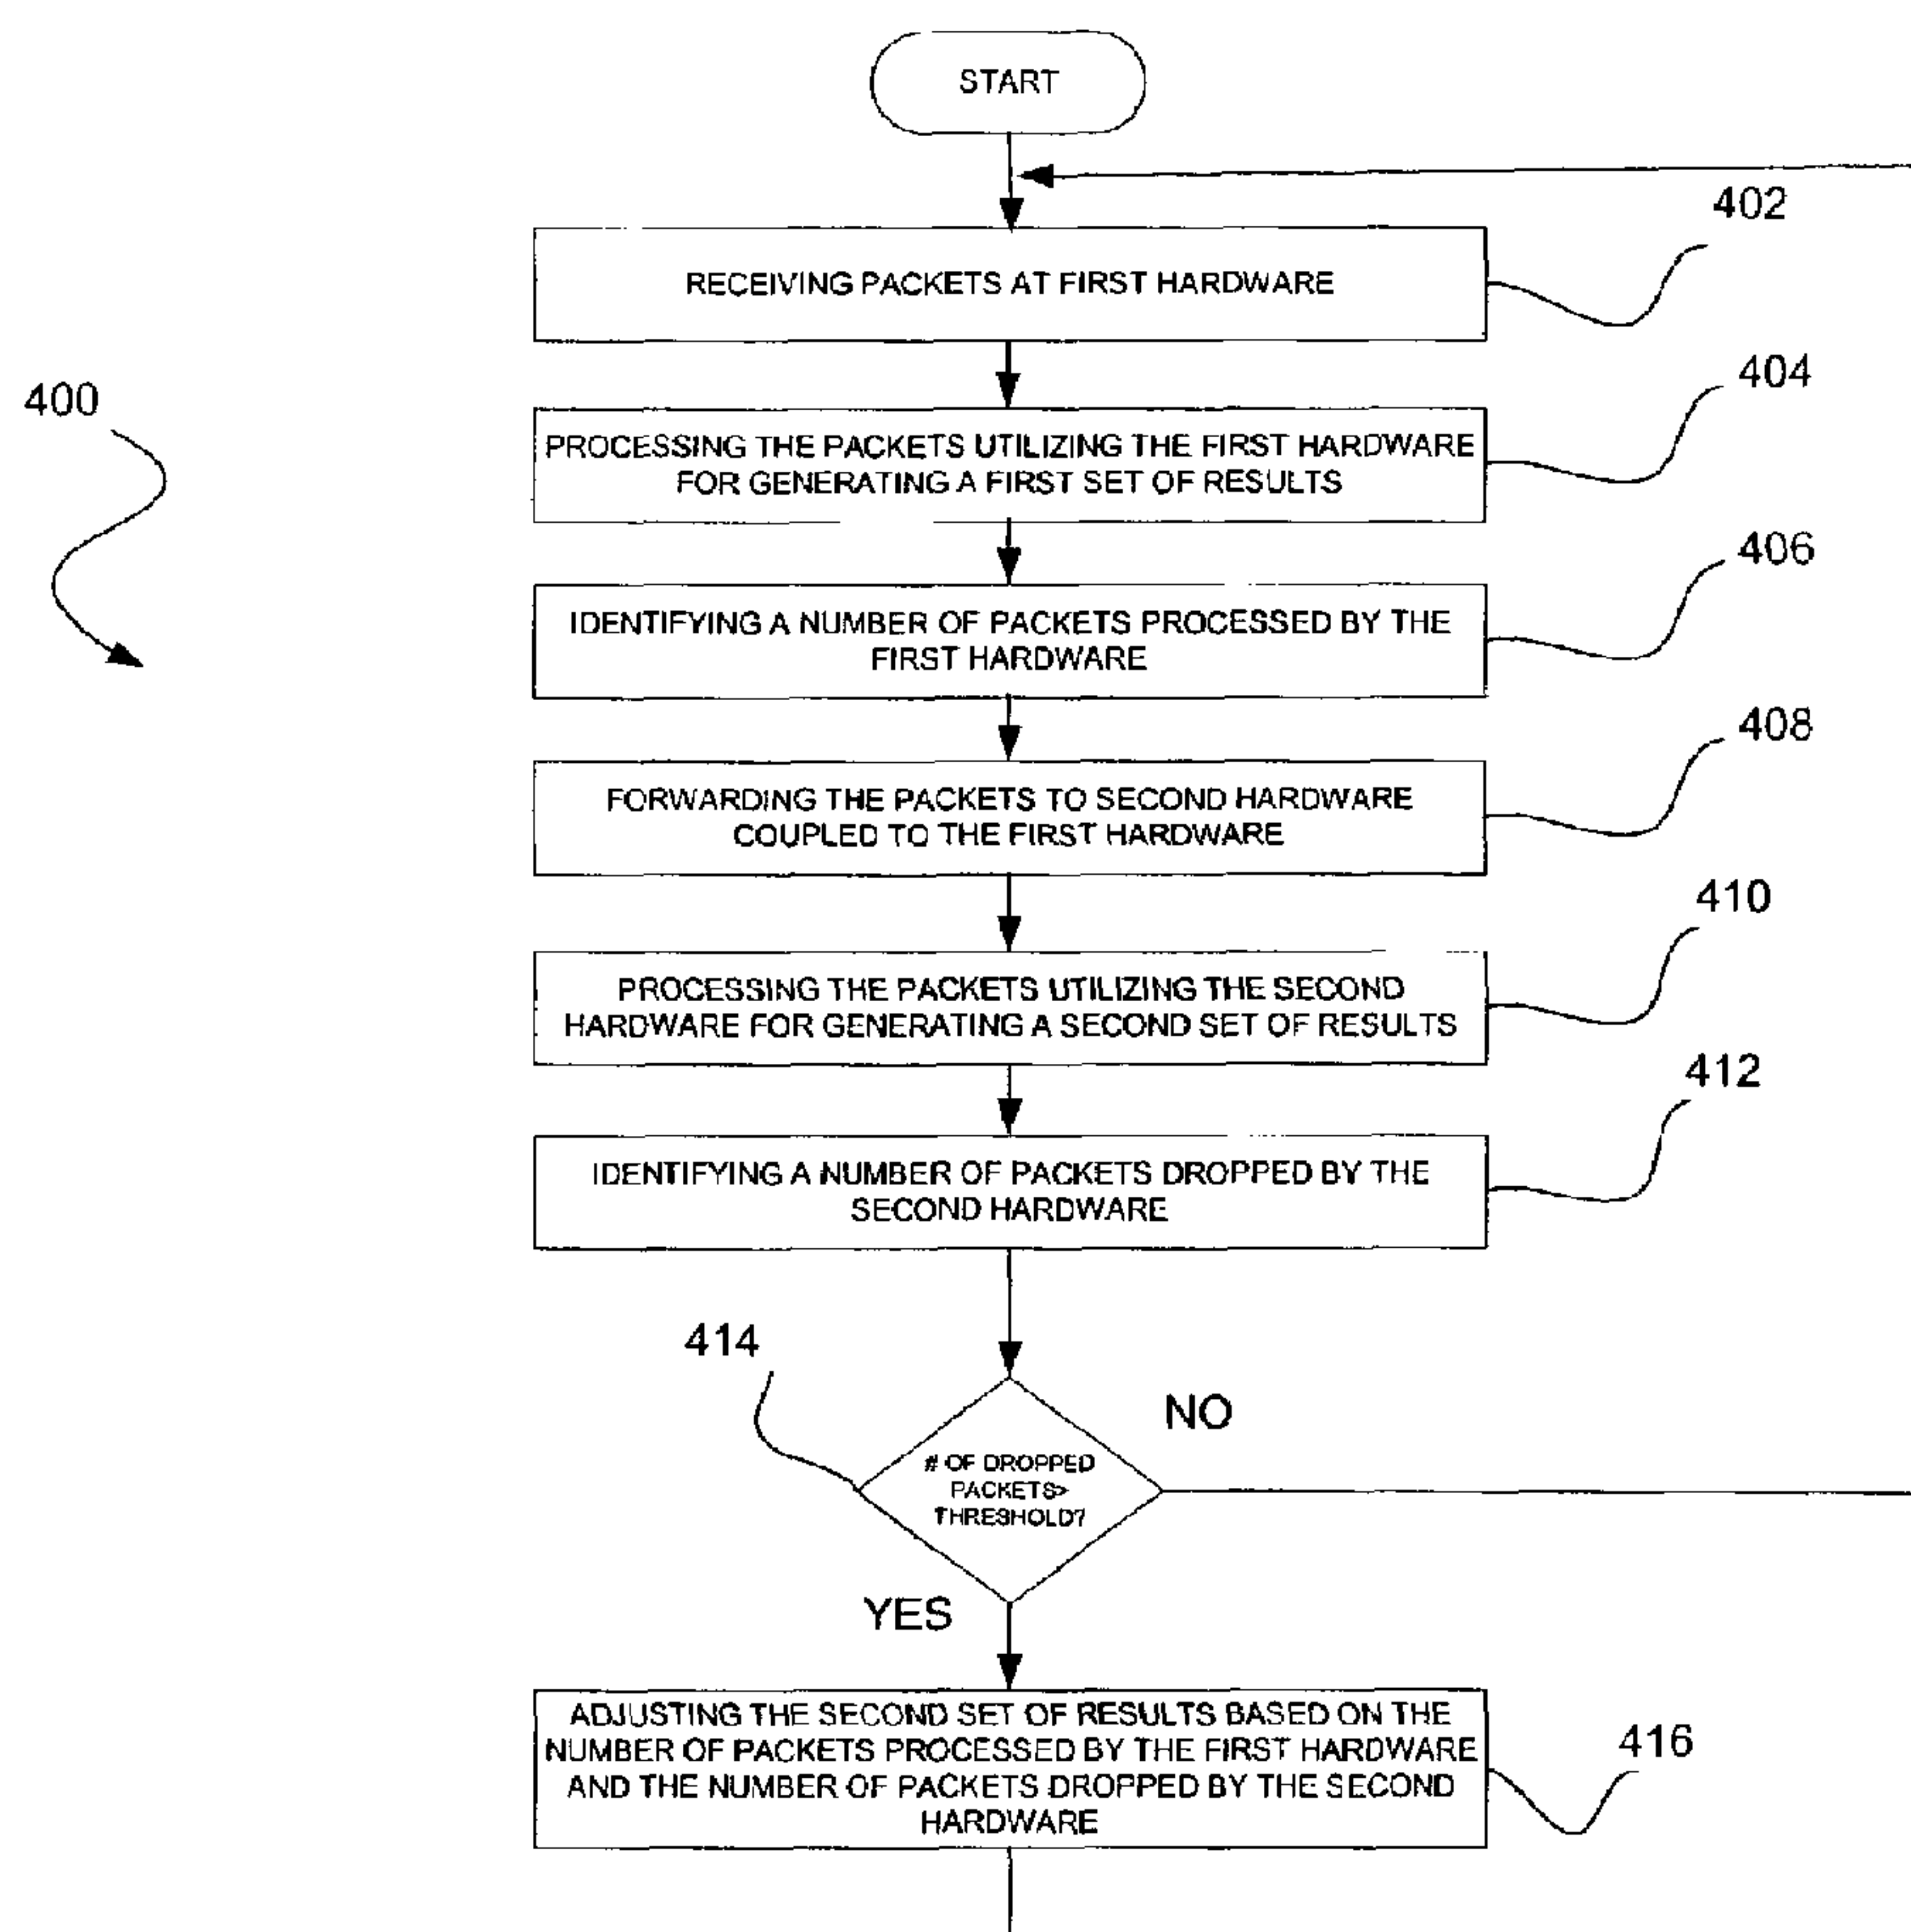 START
402
RECEIVING PACKETS AT FIRST HARDWARE
404
400
PROCESSING THE PACKETS UTILIZING THE FIRST HARDWARE
FOR GENERATING A FIRST SET OF RESULTS
406
IDENTIFYING A NUMBER OF PACKETS PROCESSED BY THE
FIRST HARDWARE
408
FORWARDING THE PACKETS TO SECOND HARDWARE
COUPLED TO THE FIRST HARDWARE
410
PROCESSING THE PACKETS UTILIZING THE SECOND
HARDWARE FOR GENERATING A SECOND SET OF RESULTS
412
IDENTIFYING A NUMBER OF PACKETS DROPPED BY THE
SECOND HARDWARE
414
NO
# OF DROPPED
PACKETS>
THRESHOLD?
YES
ADJUSTING THE SECOND SET OF RESULTS BASED ON THE
NUMBER OF PACKETS PROCESSED BY THE FIRST HARDWARE
AND THE NUMBER OF PACKETS DROPPED BY THE SECOND
HARDWARE
416